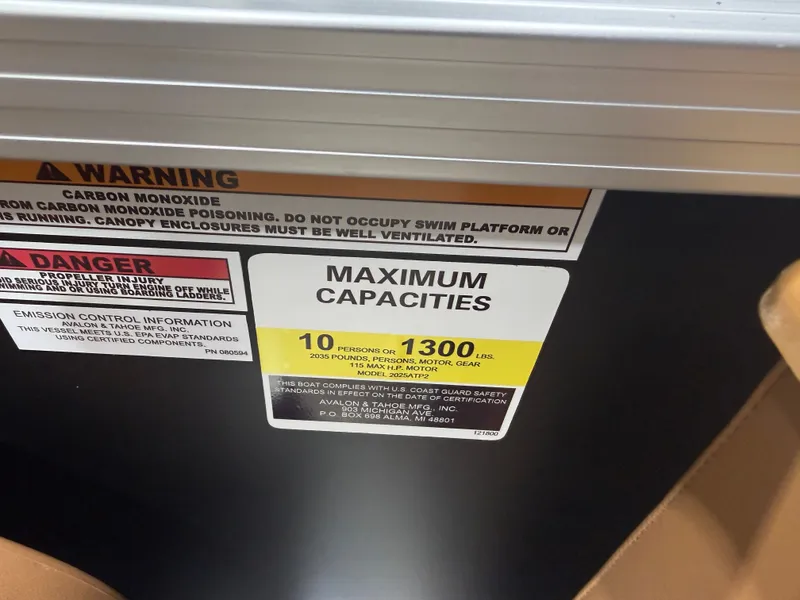 WARNING
CARBON MONOXIDE
ROM CARBON MONOXIDE POISONING. DO NOT OCCUPY SWIM PLATFORM OR
IS RUNNING. CANOPY ENCLOSURES MUST BE WELL VENTILATED.
DANGER
PROPELLER INJURY
ID SERIOUS INJURY TURN ENGINE OFF WHILE
IMMING AND OR USING BOARDING LADDERS.
EMISSION CONTROL INFORMATION
AVALON & TAHOE MFG, INC.
THIS VESSEL MEETS U.S. EPA EVAP STANDARDS
USING CERTIFIED COMPONENTS.
PN 080594
MAXIMUM
CAPACITIES
10 PERSONS OR 1300 LBS.
2035 POUNDS, PERSONS, MOTOR, GEAR
115 MAX H.P. MOTOR
MODEL 2025ATP2
THIS BOAT COMPLIES WITH U.S. COAST GUARD SAFETY
STANDARDS IN EFFECT ON THE DATE OF CERTIFICATION
AVALON & TAHOE MFG., INC.
903 MICHIGAN AVE.
P.O. BOX 698 ALMA, MI 48801
121800